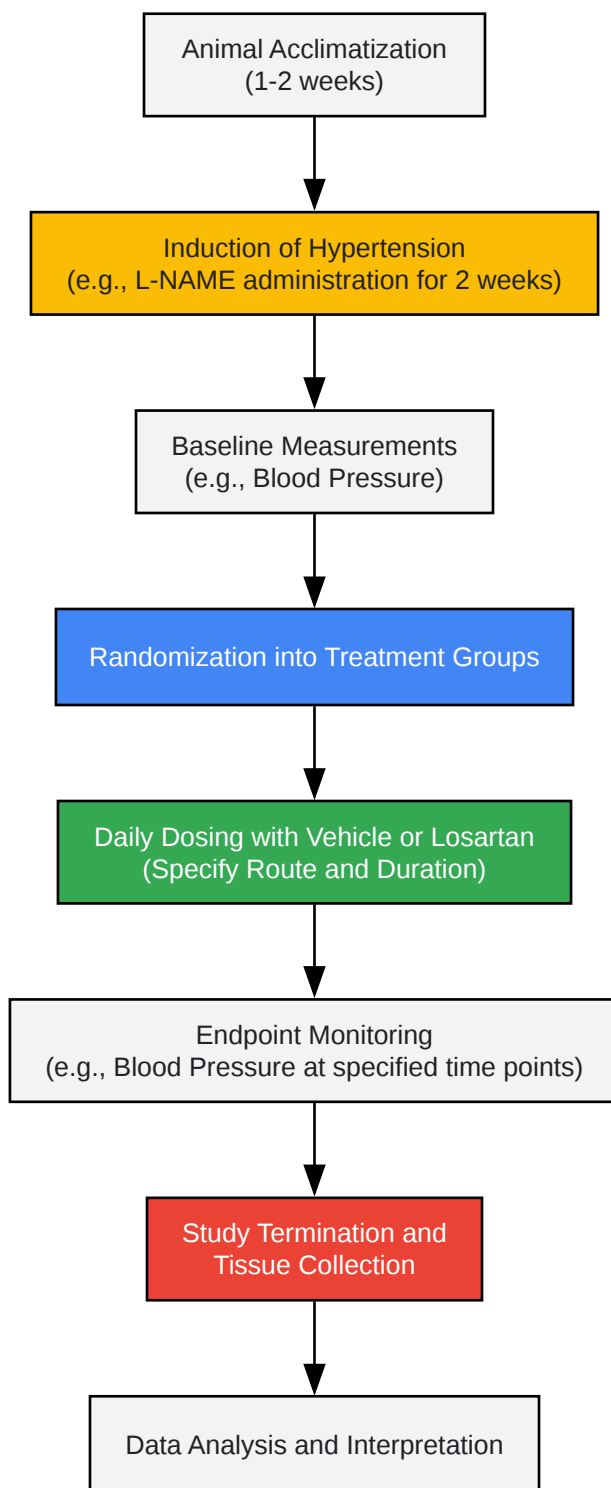 Animal Acclimatization
(1-2 weeks)
Induction of Hypertension
(e.g., L-NAME administration for 2 weeks)
Baseline Measurements
(e.g., Blood Pressure)
Randomization into Treatment Groups
Daily Dosing with Vehicle or Losartan
(Specify Route and Duration)
Endpoint Monitoring
(e.g., Blood Pressure at specified time points)
Study Termination and
Tissue Collection
Data Analysis and Interpretation